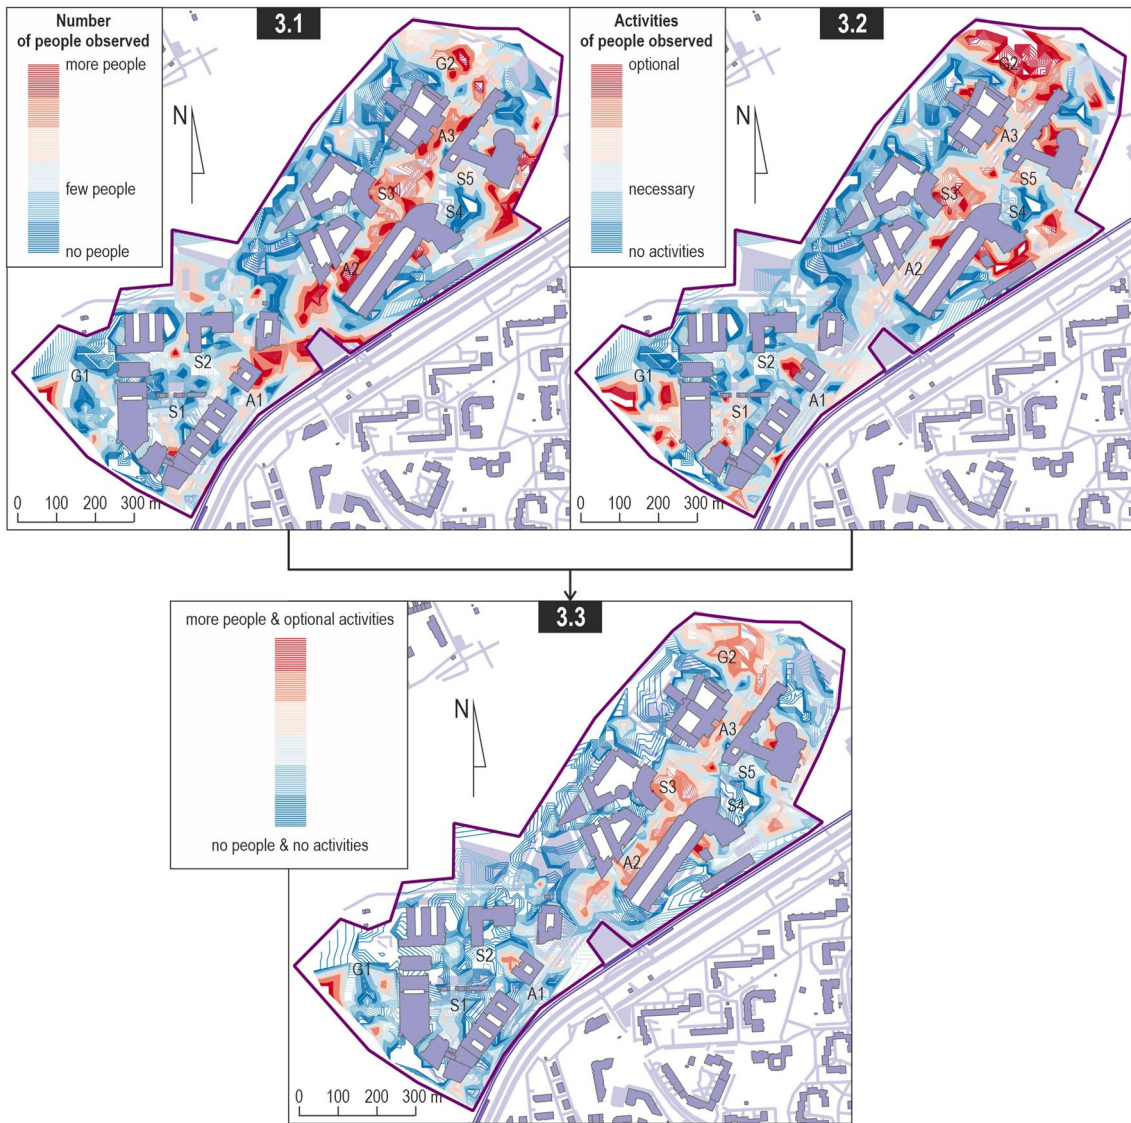 Number
of people observed
more people
few people
no people
3.1
N
G2
A3
S5
S3
S4
A2
S2
G1
A1
S1
0 100 200 300 m
Activities
of people observed
optional
necessary
no activities
3.2
N
G2
A3
S5
S3
S4
A2
S2
G1
A1
S1
0 100 200 300 m
more people & optional activities
no people & no activities
3.3
N
G2
A3
S5
S3
S4
A2
S2
G1
A1
S1
0 100 200 300 m